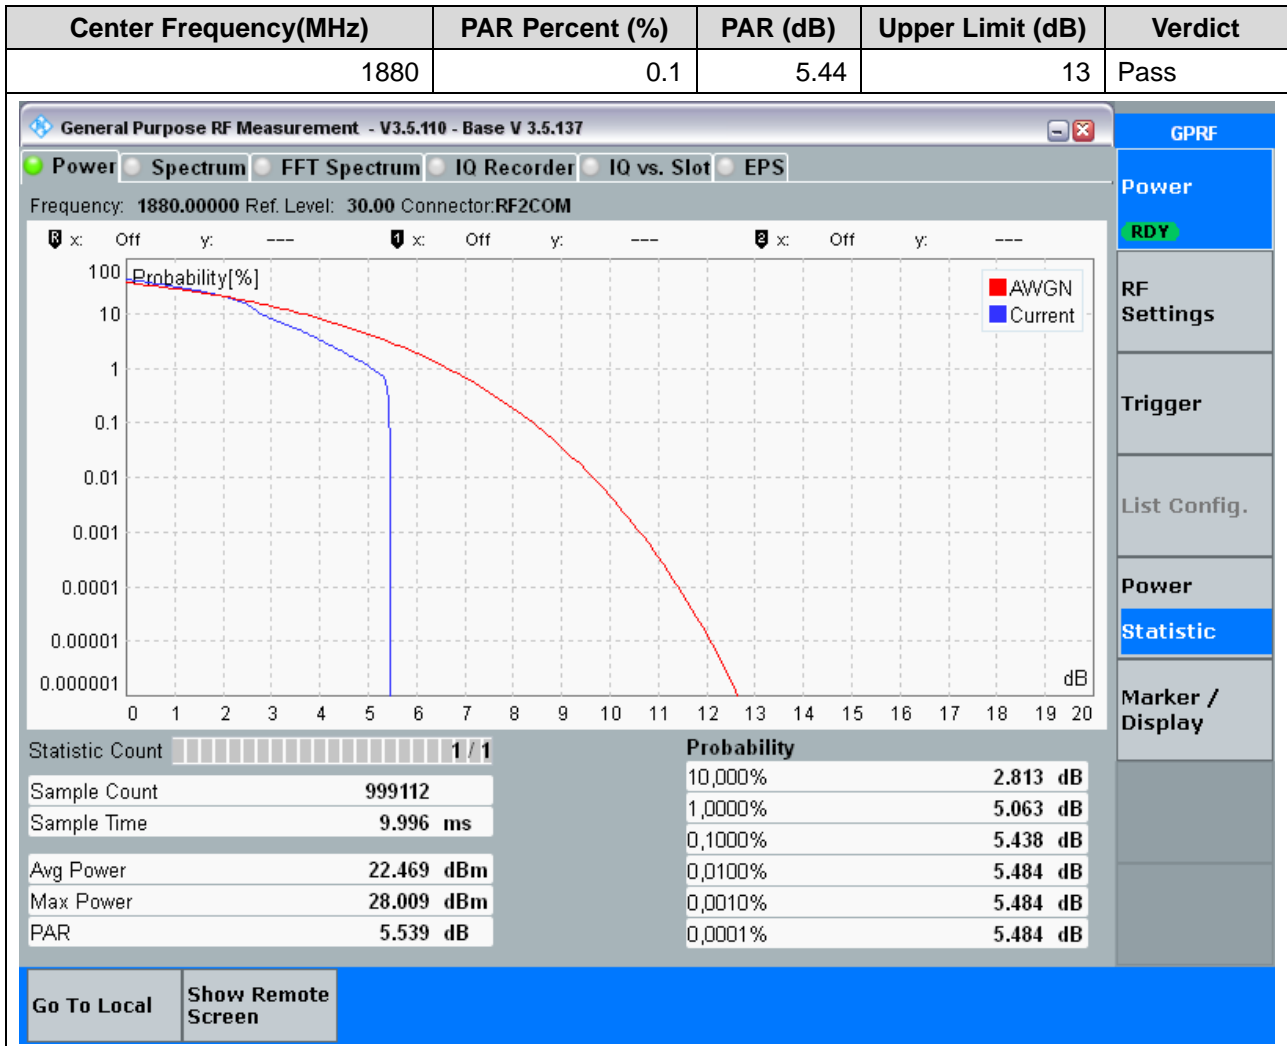 Center Frequency(MHz) PAR Percent (%) PAR (dB) Upper Limit (dB) Verdict
1880 0.1 5.44 13 Pass
General Purpose RF Measurement - V3.5.110 - Base V 3.5.137
GPRF
Power Spectrum FFT Spectrum IQ Recorder IQ vs. Slot EPS
Frequency: 1880.00000 Ref. Level: 30.00 Connector:RF2COM
R x: Off y: --- 1 x: Off y: --- 2 x: Off y: ---
Probability[%]
AWGN
Current
100
10
1
0.1
0.01
0.001
0.0001
0.00001
0.000001
dB
0 1 2 3 4 5 6 7 8 9 10 11 12 13 14 15 16 17 18 19 20
Statistic Count 1 / 1
Sample Count 999112
Sample Time 9.996 ms
Avg Power 22.469 dBm
Max Power 28.009 dBm
PAR 5.539 dB
Probability
10,000% 2.813 dB
1,0000% 5.063 dB
0,1000% 5.438 dB
0,0100% 5.484 dB
0,0010% 5.484 dB
0,0001% 5.484 dB
Power
RDY
RF
Settings
Trigger
List Config.
Power
Statistic
Marker /
Display
Go To Local
Show Remote
Screen